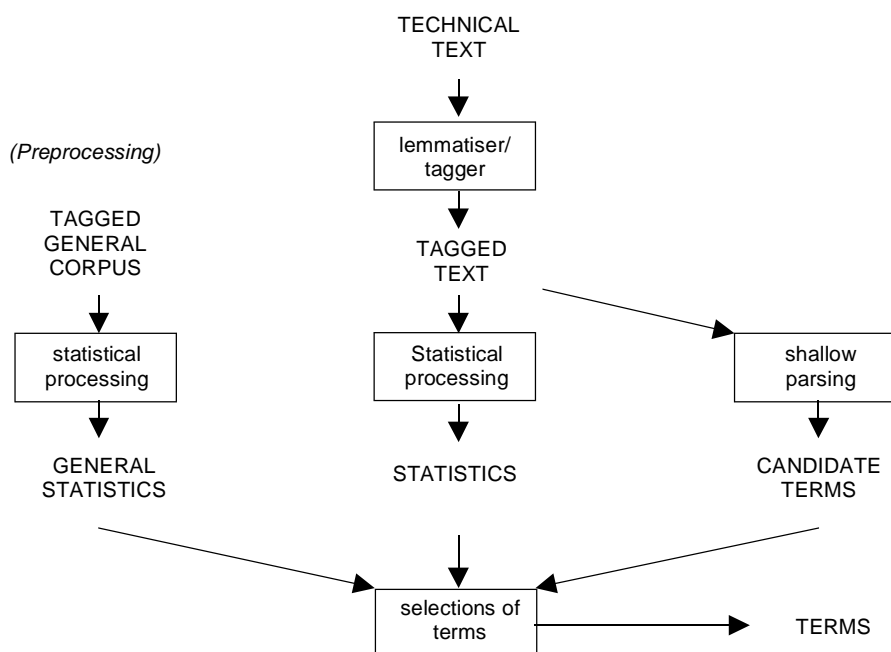 TECHNICAL
TEXT
lemmatiser/
tagger
(Preprocessing)
TAGGED
GENERAL
CORPUS
TAGGED
TEXT
statistical
processing
Statistical
processing
shallow
parsing
GENERAL
STATISTICS
STATISTICS
CANDIDATE
TERMS
selections of
terms
TERMS